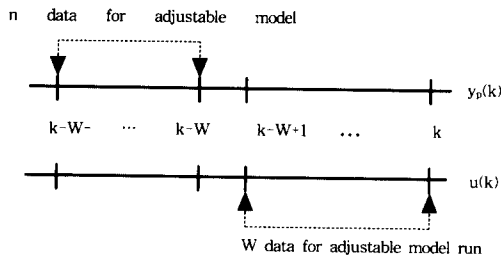 n data for adjustable model
yp(k)
k-W- ... k-W k-W+1 ... k
u(k)
W data for adjustable model run